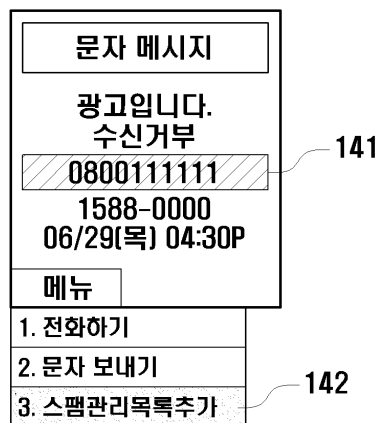 문자 메시지
광고입니다.
수신거부
0800111111
141
1588-0000
06/29(목) 04:30P
메뉴
1. 전화하기
2. 문자 보내기
3. 스팸관리목록추가
142